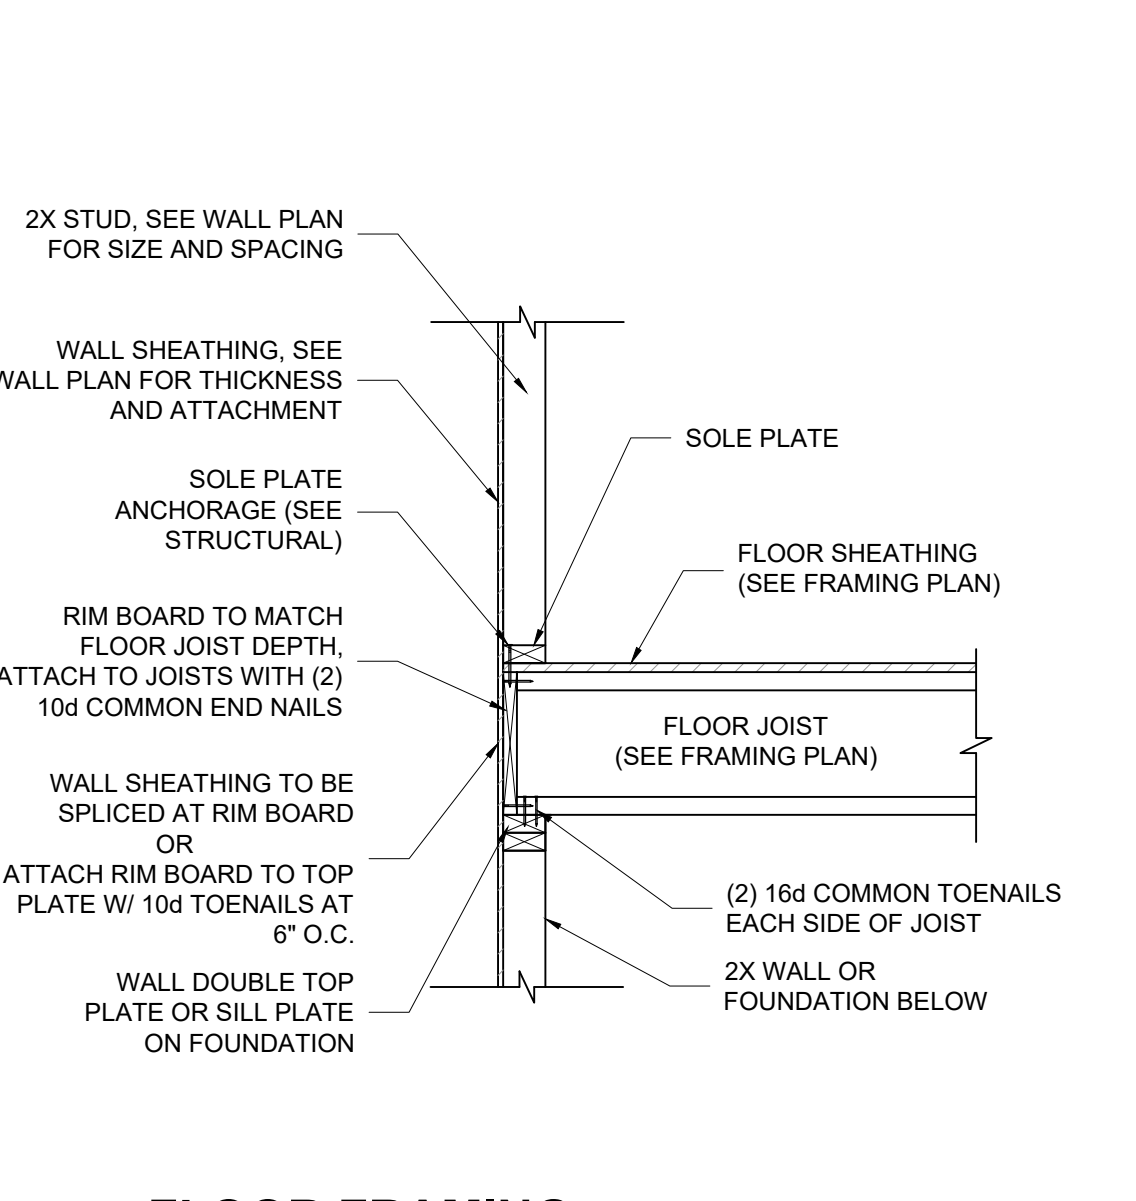 2X STUD, SEE WALL PLAN
FOR SIZE AND SPACING
WALL SHEATHING, SEE
WALL PLAN FOR THICKNESS
AND ATTACHMENT
SOLE PLATE
ANCHORAGE (SEE
STRUCTURAL)
RIM BOARD TO MATCH
FLOOR JOIST DEPTH,
ATTACH TO JOISTS WITH (2)
10d COMMON END NAILS
WALL SHEATHING TO BE
SPLICED AT RIM BOARD
OR
ATTACH RIM BOARD TO TOP
PLATE W/ 10d TOENAILS AT
6" O.C.
WALL DOUBLE TOP
PLATE OR SILL PLATE
ON FOUNDATION
SOLE PLATE
FLOOR SHEATHING
(SEE FRAMING PLAN)
FLOOR JOIST
(SEE FRAMING PLAN)
(2) 16d COMMON TOENAILS
EACH SIDE OF JOIST
2X WALL OR
FOUNDATION BELOW
FLOOR FRAMING